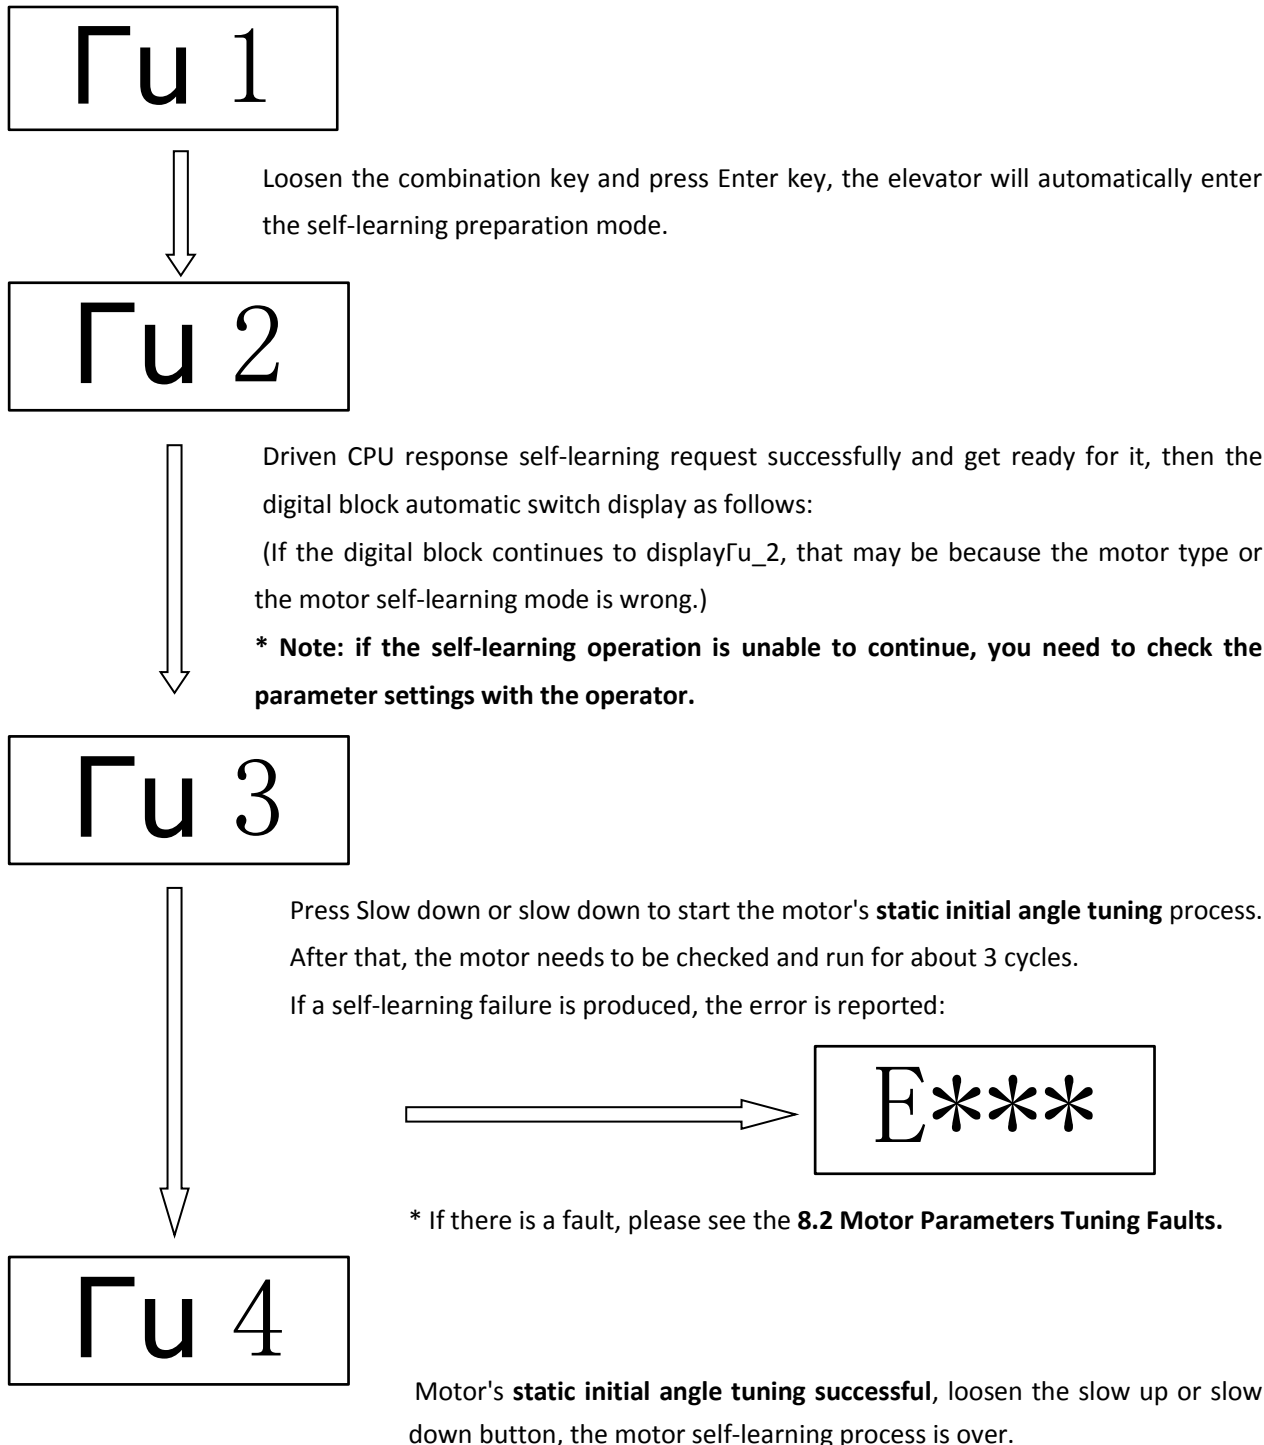 Гu 1
Loosen the combination key and press Enter key, the elevator will automatically enter
the self-learning preparation mode.
Гu 2
Driven CPU response self-learning request successfully and get ready for it, then the
digital block automatic switch display as follows:
(If the digital block continues to displayГu_2, that may be because the motor type or
the motor self-learning mode is wrong.)
* Note: if the self-learning operation is unable to continue, you need to check the
parameter settings with the operator.
Гu 3
Press Slow down or slow down to start the motor's static initial angle tuning process.
After that, the motor needs to be checked and run for about 3 cycles.
If a self-learning failure is produced, the error is reported:
E***
* If there is a fault, please see the 8.2 Motor Parameters Tuning Faults.
Гu 4
Motor's static initial angle tuning successful, loosen the slow up or slow
down button, the motor self-learning process is over.